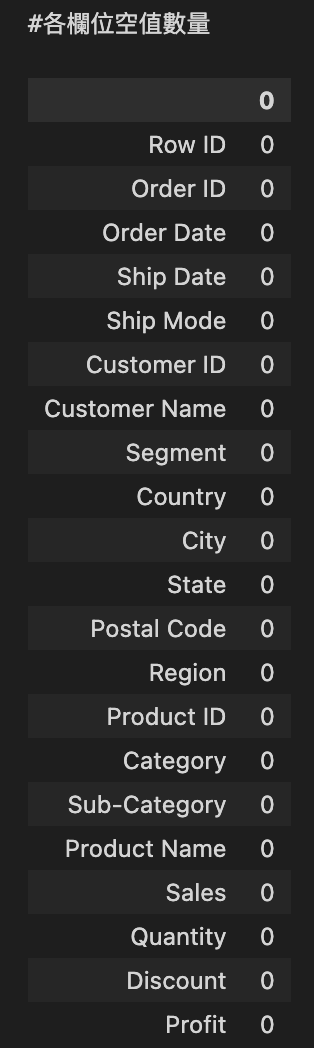 #各欄位空值數量
0
Row ID 0
Order ID 0
Order Date 0
Ship Date 0
Ship Mode 0
Customer ID 0
Customer Name 0
Segment 0
Country 0
City 0
State 0
Postal Code 0
Region 0
Product ID 0
Category 0
Sub-Category 0
Product Name 0
Sales 0
Quantity 0
Discount 0
Profit 0